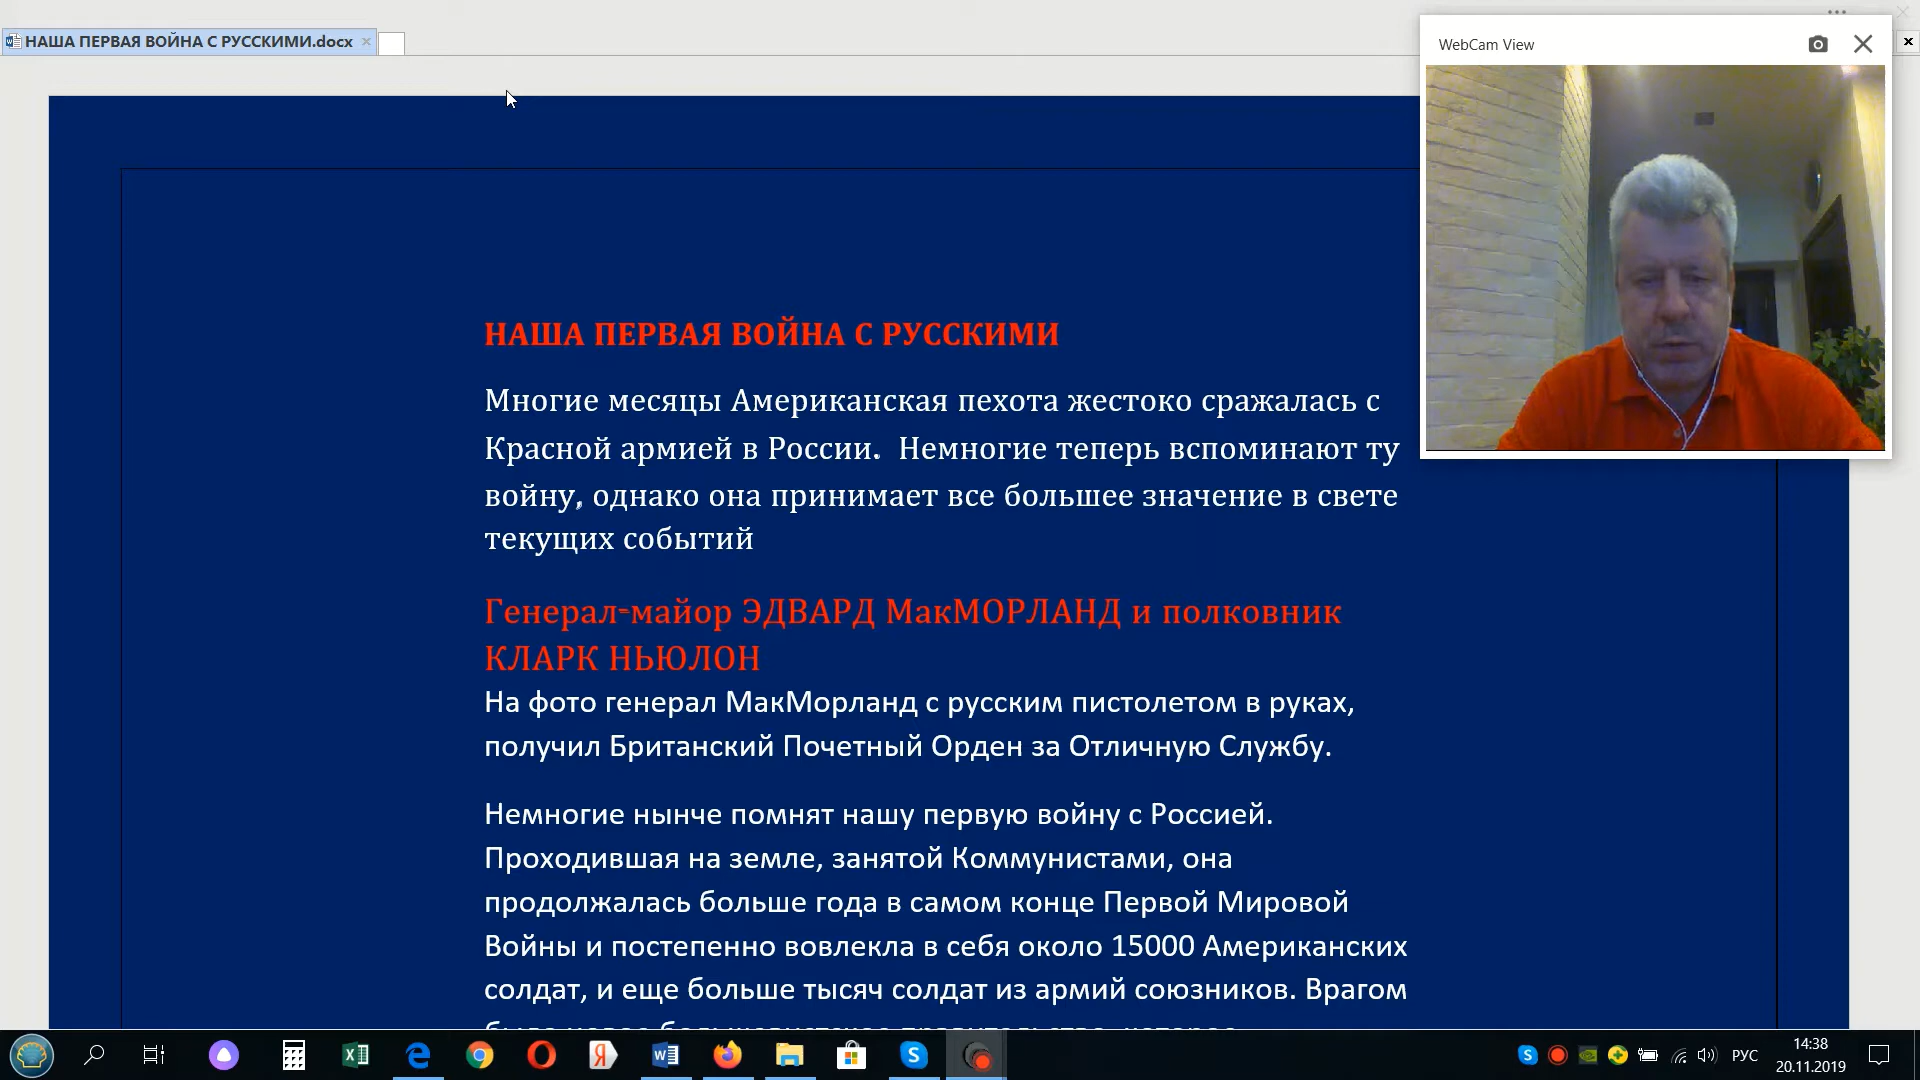 НАША ПЕРВАЯ ВОЙНА С РУССКИМИ.docx
WebCam View
НАША ПЕРВАЯ ВОЙНА С РУССКИМИ
Многие месяцы Американская пехота жестоко сражалась с
Красной армией в России. Немногие теперь вспоминают ту
войну, однако она принимает все большее значение в свете
текущих событий
Генерал-майор ЭДВАРД МакМОРЛАНД и полковник
КЛАРК НЬЮЛОН
На фото генерал МакМорланд с русским пистолетом в руках,
получил Британский Почетный Орден за Отличную Службу.
Немногие нынче помнят нашу первую войну с Россией.
Проходившая на земле, занятой Коммунистами, она
продолжалась больше года в самом конце Первой Мировой
Войны и постепенно вовлекла в себя около 15000 Американских
солдат, и еще больше тысяч солдат из армий союзников. Врагом
РУС
14:38
20.11.2019